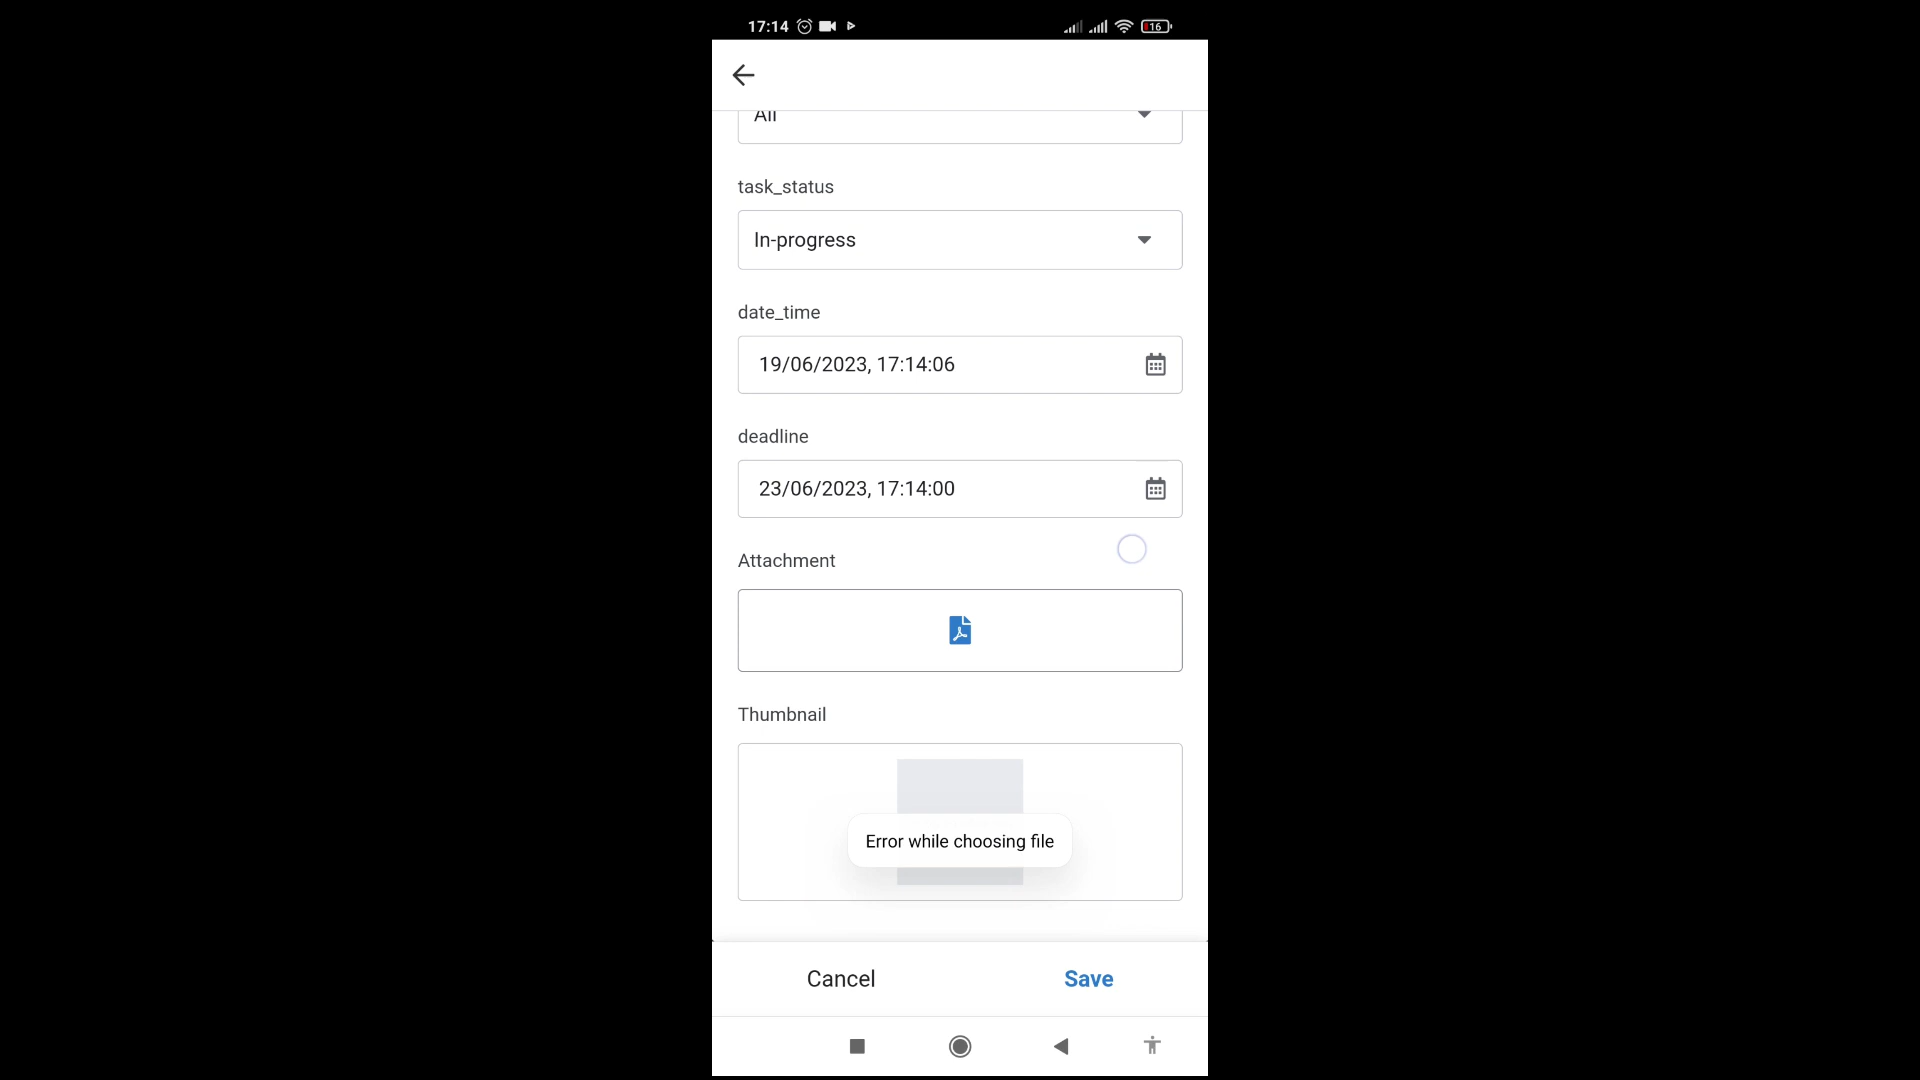 17:14
16
All
task_status
In-progress
date_time
19/06/2023, 17:14:06
deadline
23/06/2023, 17:14:00
Attachment
Thumbnail
Error while choosing file
Cancel Save